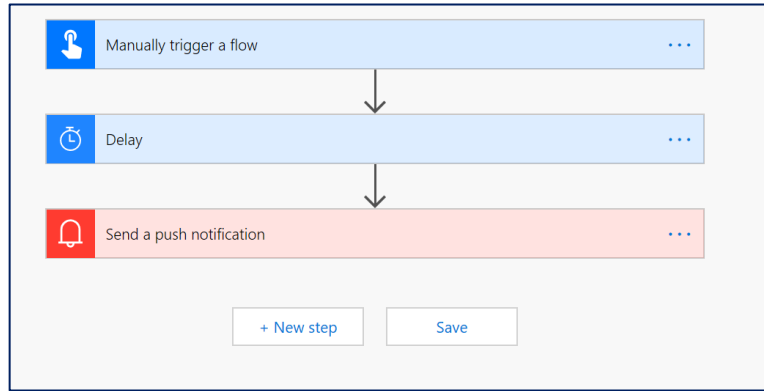 Manually trigger a flow
Delay
Send a push notification
+ New step
Save